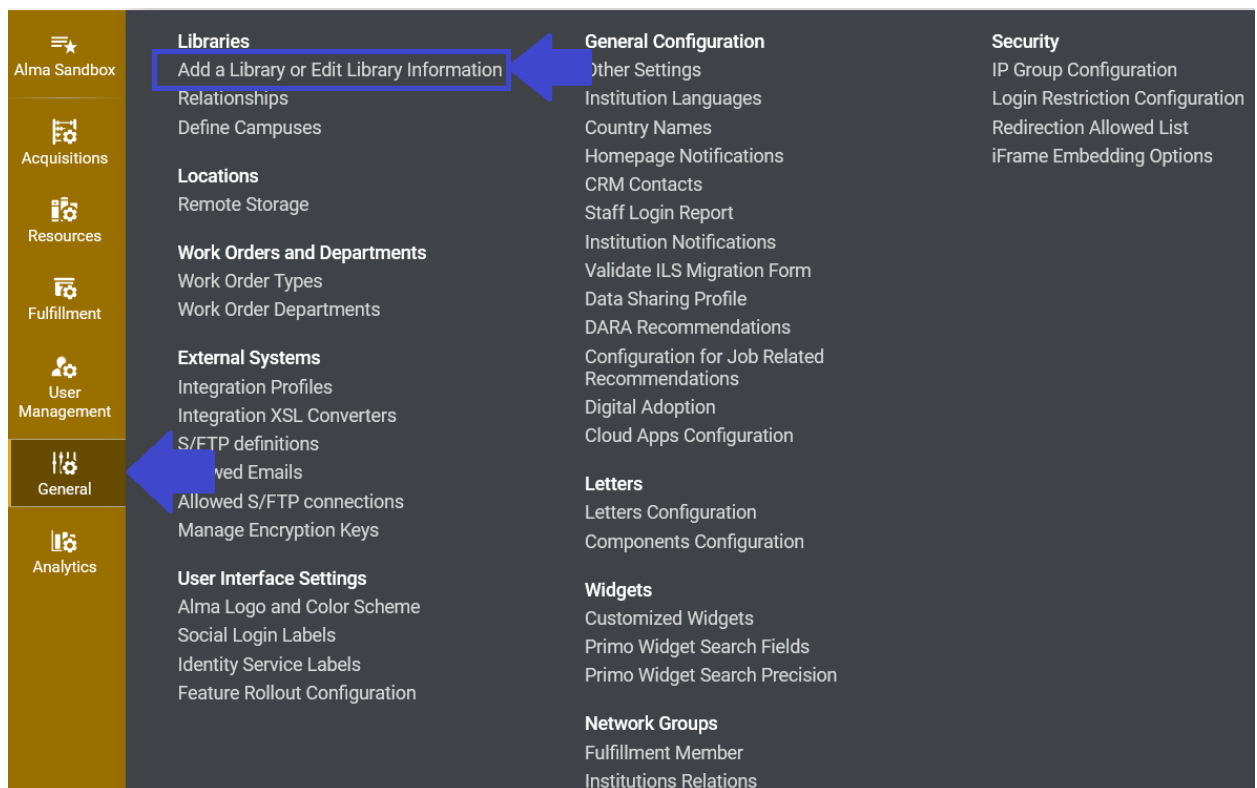 Alma Sandbox
Acquisitions
Resources
Fulfillment
User
Management
General
Analytics
Libraries
Add a Library or Edit Library Information
Relationships
Define Campuses
Locations
Remote Storage
Work Orders and Departments
Work Order Types
Work Order Departments
External Systems
Integration Profiles
Integration XSL Converters
S/FTP definitions
wed Emails
Allowed S/FTP connections
Manage Encryption Keys
User Interface Settings
Alma Logo and Color Scheme
Social Login Labels
Identity Service Labels
Feature Rollout Configuration
General Configuration
Other Settings
Institution Languages
Country Names
Homepage Notifications
CRM Contacts
Staff Login Report
Institution Notifications
Validate ILS Migration Form
Data Sharing Profile
DARA Recommendations
Configuration for Job Related
Recommendations
Digital Adoption
Cloud Apps Configuration
Letters
Letters Configuration
Components Configuration
Widgets
Customized Widgets
Primo Widget Search Fields
Primo Widget Search Precision
Network Groups
Fulfillment Member
Institutions Relations
Security
IP Group Configuration
Login Restriction Configuration
Redirection Allowed List
iFrame Embedding Options